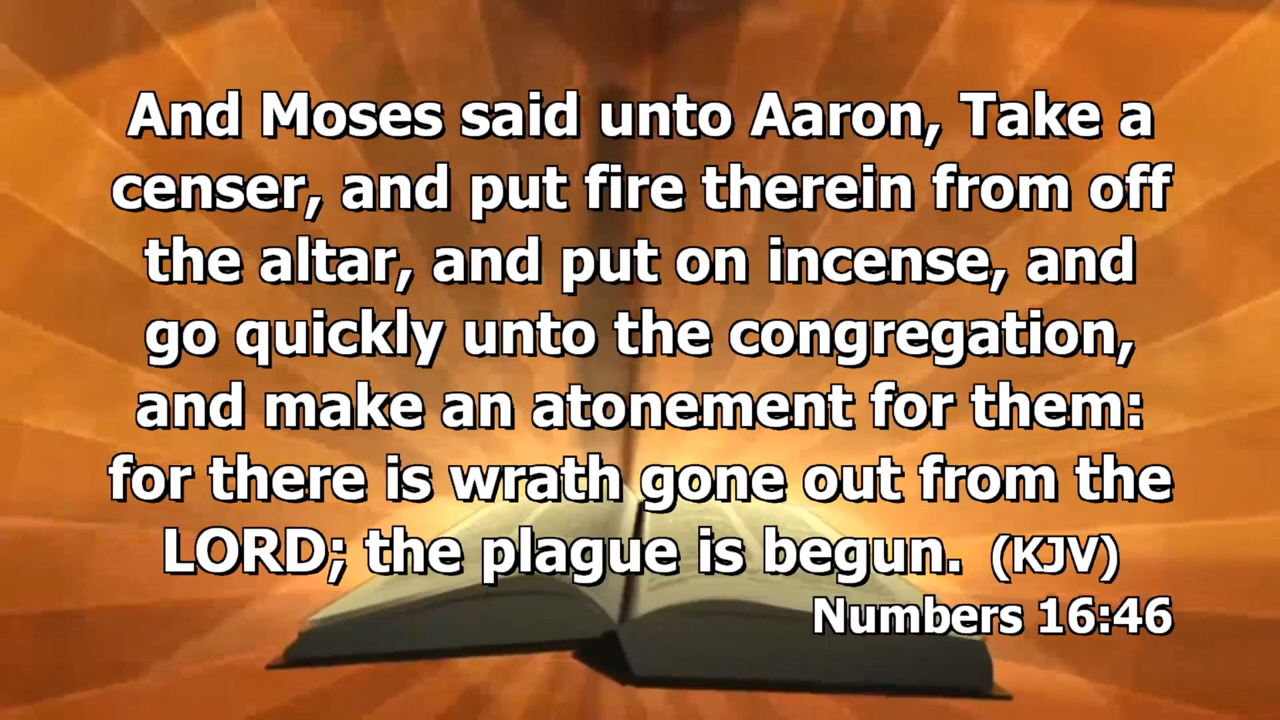 And Moses said unto Aaron, Take a
censer, and put fire therein from off
the altar, and put on incense, and
go quickly unto the congregation,
and make an atonement for them:
for there is wrath gone out from the
LORD; the plague is begun. (KJV)
Numbers 16:46